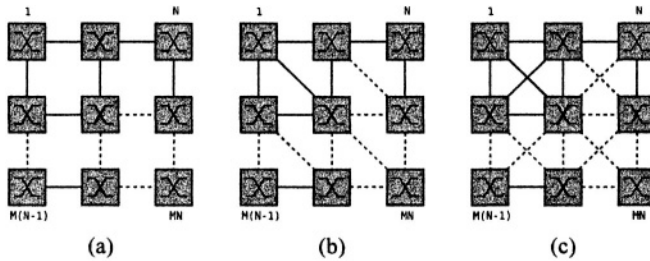 1 N 1 N 1 N
M(N-1) MN M(N-1) MN M(N-1) MN
(a) (b) (c)